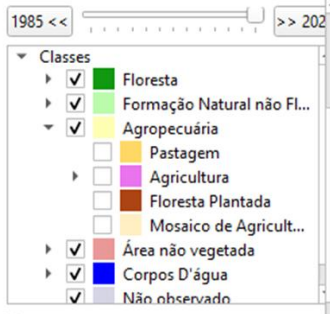 1985 << >> 202
Classes
Floresta
Formação Natural não Fl...
Agropecuária
Pastagem
Agricultura
Floresta Plantada
Mosaico de Agricult...
Área não vegetada
Corpos D'água
Não observado